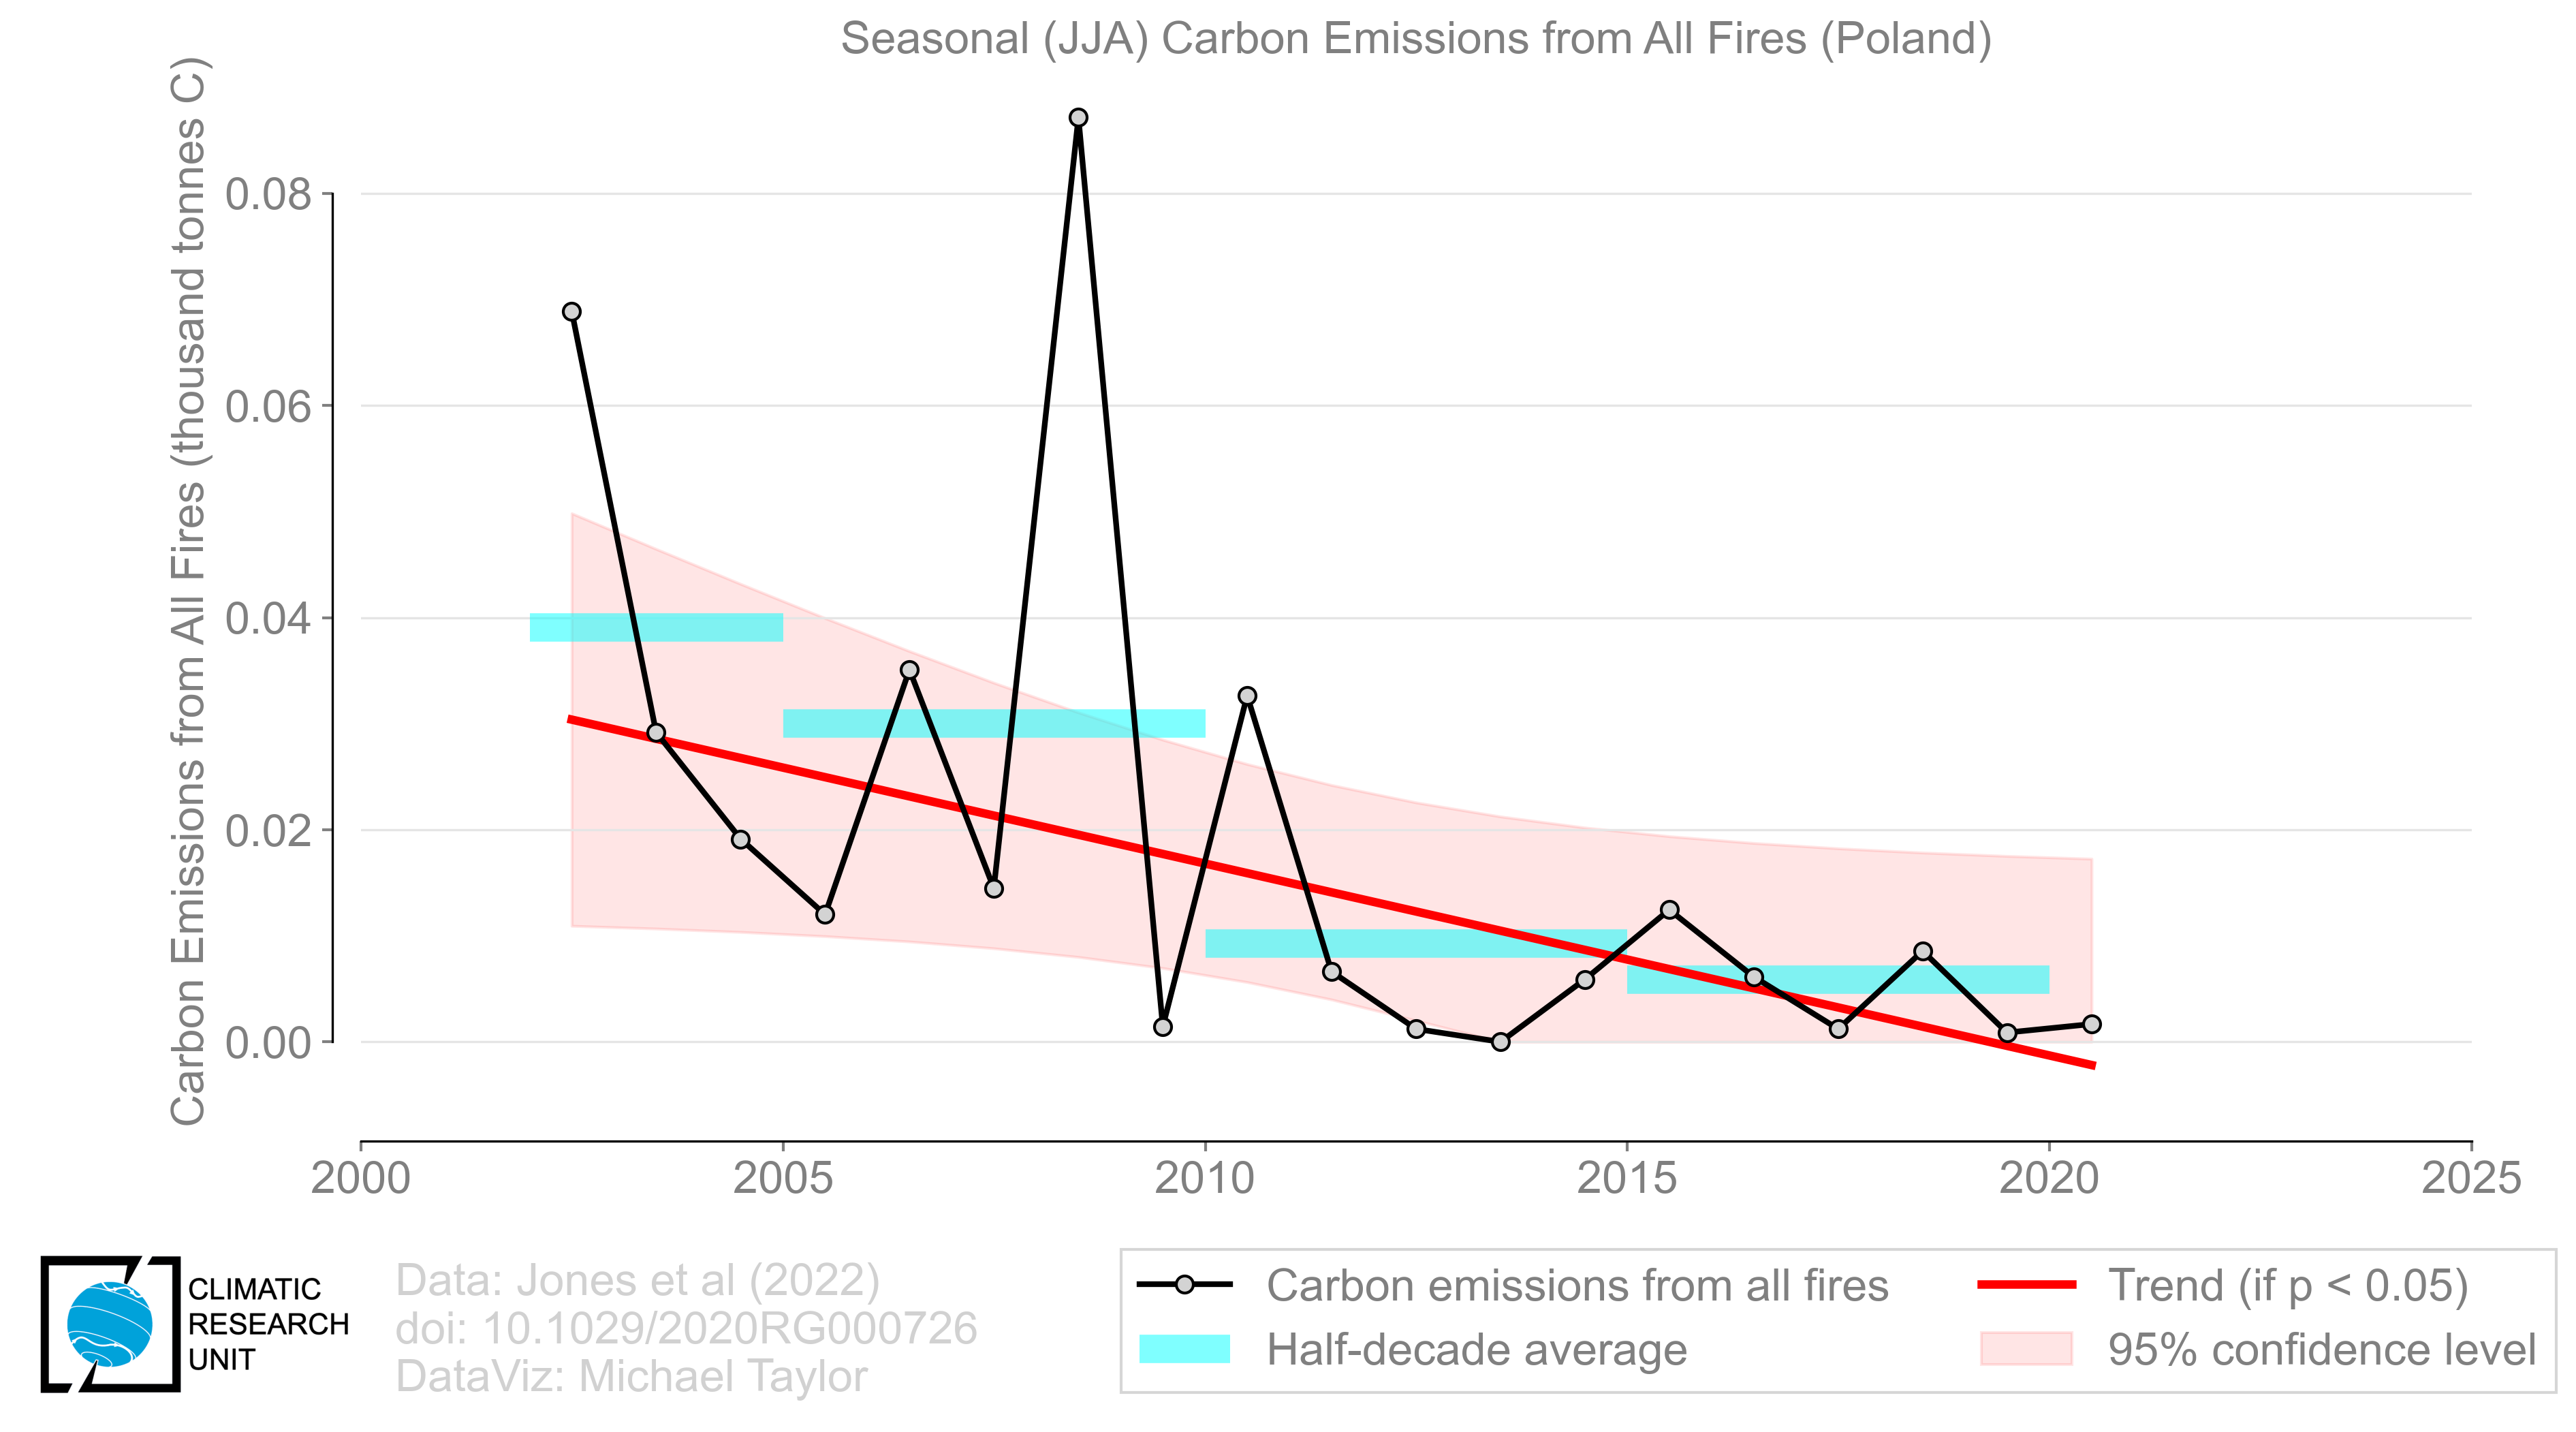 Seasonal (JJA) Carbon Emissions from All Fires (Poland)
Carbon Emissions from All Fires (thousand tonnes C)
0.08
0.06
0.04
0.02
0.00
2000 2005 2010 2015 2020 2025
CLIMATIC
RESEARCH
UNIT
Data: Jones et al (2022)
doi: 10.1029/2020RG000726
DataViz: Michael Taylor
Carbon emissions from all fires
Half-decade average
Trend (if p < 0.05)
95% confidence level